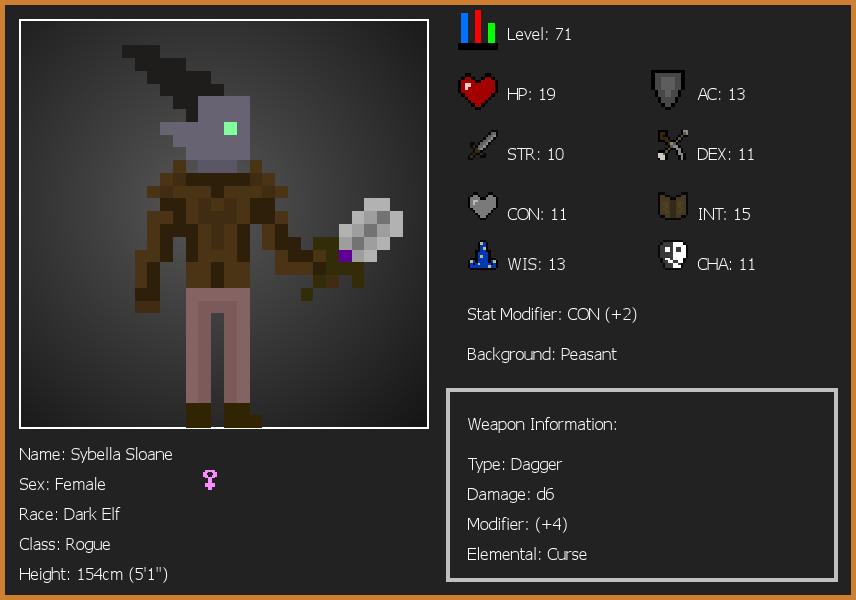 Level: 71
HP: 19
AC: 13
STR: 10
DEX: 11
CON: 11
INT: 15
WIS: 13
CHA: 11
Stat Modifier: CON (+2)
Background: Peasant
Weapon Information:
Type: Dagger
Damage: d6
Modifier: (+4)
Elemental: Curse
Name: Sybella Sloane
Sex: Female
Race: Dark Elf
Class: Rogue
Height: 154cm (5'1")